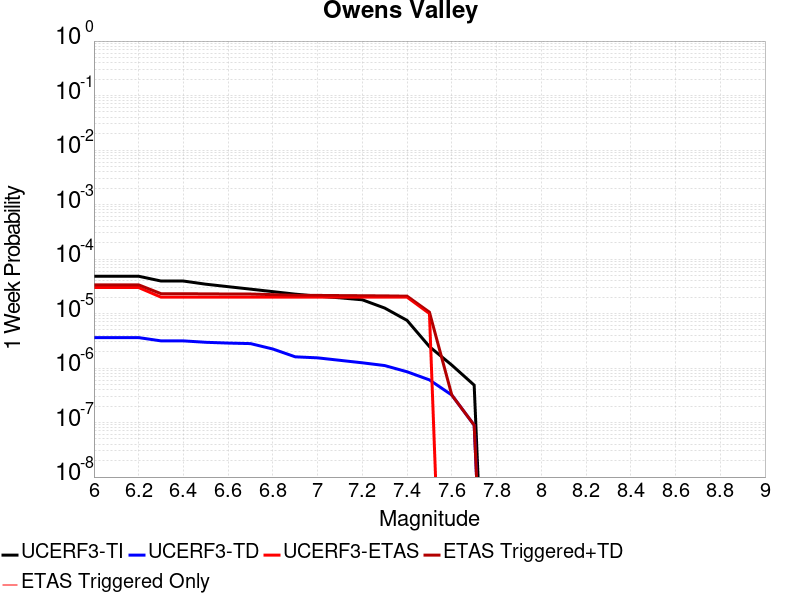 Owens Valley
10^0
10^-1
10^-2
10^-3
10^-4
10^-5
10^-6
10^-7
10^-8
1 Week Probability
6 6.2 6.4 6.6 6.8 7 7.2 7.4 7.6 7.8 8 8.2 8.4 8.6 8.8 9
Magnitude
UCERF3-TI UCERF3-TD UCERF3-ETAS ETAS Triggered+TD
ETAS Triggered Only